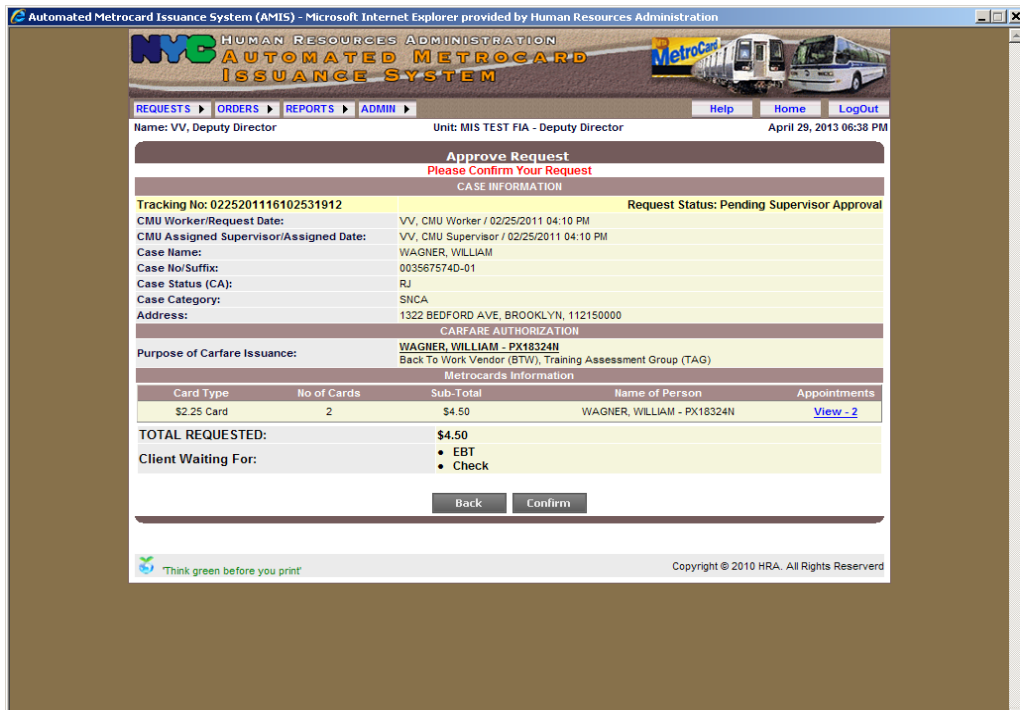 Automated Metrocard Issuance System (AMIS) - Microsoft Internet Explorer provided by Human Resources Administration
NYC
HUMAN RESOURCES ADMINISTRATION
AUTOMATED METROCARD
ISSUANCE SYSTEM
MetroCard
REQUESTS ORDERS REPORTS ADMIN Help Home LogOut
Name: VV, Deputy Director Unit: MIS TEST FIA - Deputy Director April 29, 2013 06:38 PM
Approve Request
Please Confirm Your Request
CASE INFORMATION
Tracking No: 0225201116102531912 Request Status: Pending Supervisor Approval
CMU Worker/Request Date: VV, CMU Worker / 02/25/2011 04:10 PM
CMU Assigned Supervisor/Assigned Date: VV, CMU Supervisor / 02/25/2011 04:10 PM
Case Name: WAGNER, WILLIAM
Case No/Suffix: 003567574D-01
Case Status (CA): RJ
Case Category: SNCA
Address: 1322 BEDFORD AVE, BROOKLYN, 112150000
CARFARE AUTHORIZATION
Purpose of Carfare Issuance: WAGNER, WILLIAM - PX18324N
Back To Work Vendor (BTW), Training Assessment Group (TAG)
Metrocards Information
Card Type No of Cards Sub-Total Name of Person Appointments
$2.25 Card 2 $4.50 WAGNER, WILLIAM - PX18324N View - 2
TOTAL REQUESTED: $4.50
Client Waiting For: • EBT
• Check
Back Confirm
'Think green before you print' Copyright © 2010 HRA. All Rights Reserverd